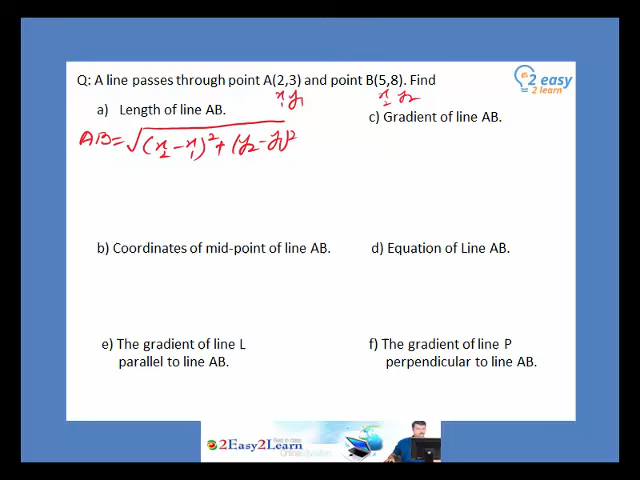 Q: A line passes through point A(2,3) and point B(5,8). Find
2 easy
2 learn
x₁ y₁
x₂ y₂
a) Length of line AB.
c) Gradient of line AB.
AB=√(x₂-x₁)²+(y₂-y₁)²
b) Coordinates of mid-point of line AB.
d) Equation of Line AB.
e) The gradient of line L
parallel to line AB.
f) The gradient of line P
perpendicular to line AB.
2Easy2Learn